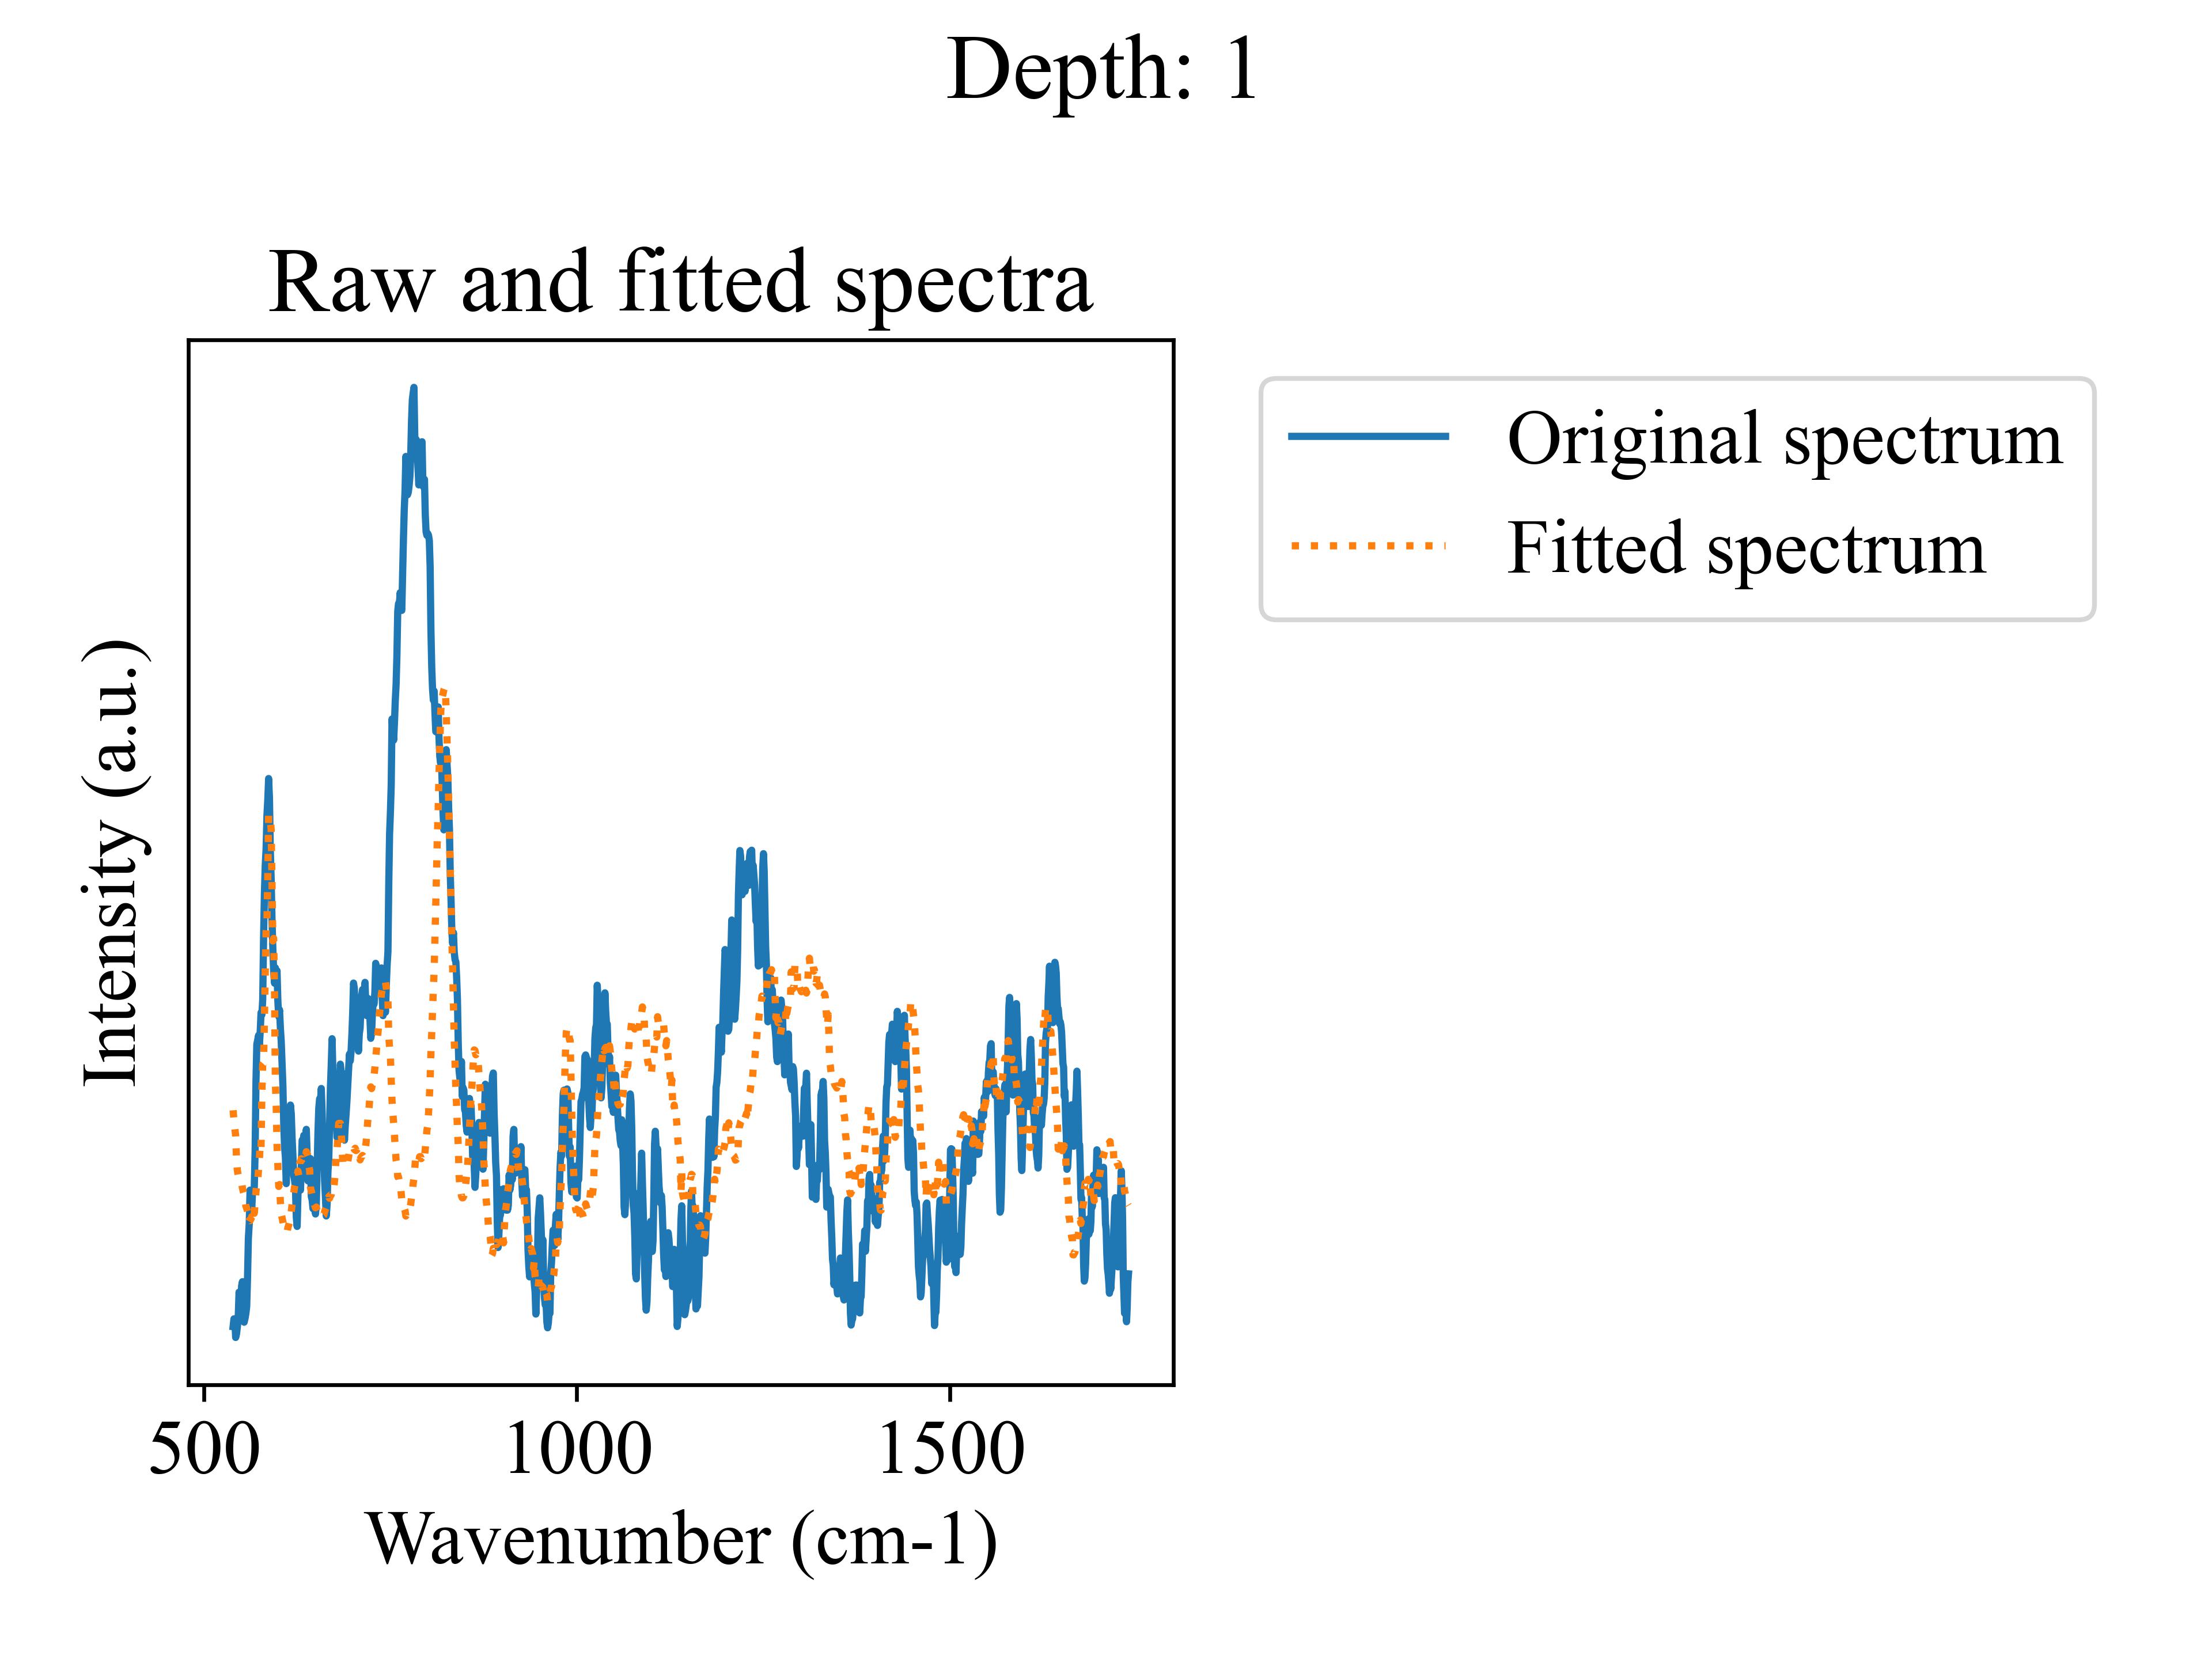 Depth: 1
Raw and fitted spectra
Original spectrum
Fitted spectrum
Intensity (a.u.)
500 1000 1500
Wavenumber (cm-1)